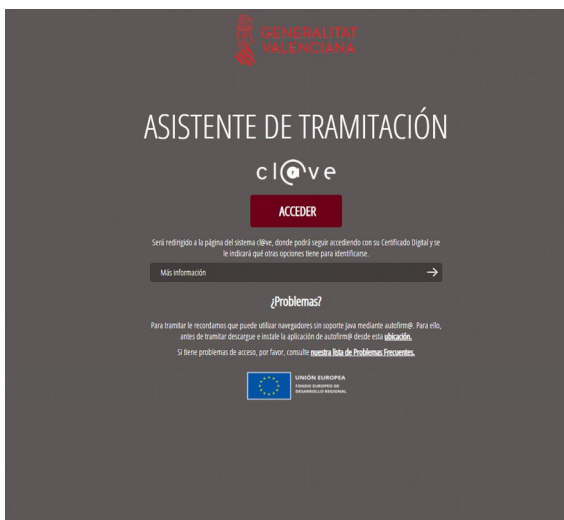 GENERALITAT
VALENCIANA
ASISTENTE DE TRAMITACIÓN
cl@ve
ACCEDER
Será redirigido a la página del sistema cl@ve, donde podrá seguir accediendo con su Certificado Digital y se
le indicará qué otras opciones tiene para identificarse.
Más información
¿Problemas?
Para tramitar le recordamos que puede utilizar navegadores sin soporte Java mediante autofirm@. Para ello,
antes de tramitar descargue e instale la aplicación de autofirm@ desde esta ubicación.
Si tiene problemas de acceso, por favor, consulte nuestra lista de Problemas Frecuentes.
UNIÓN EUROPEA
FONDO EUROPEO DE
DESARROLLO REGIONAL